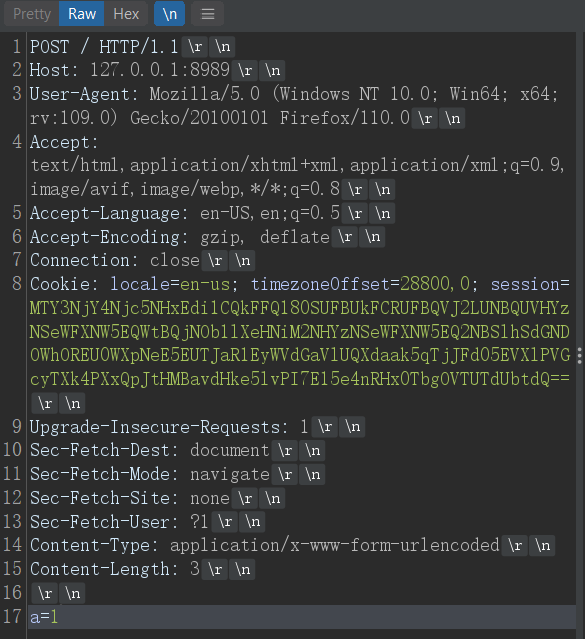 Pretty Raw Hex \n
1 POST / HTTP/1.1 \r \n
2 Host: 127.0.0.1:8989 \r \n
3 User-Agent: Mozilla/5.0 (Windows NT 10.0; Win64; x64;
rv:109.0) Gecko/20100101 Firefox/110.0 \r \n
4 Accept:
text/html,application/xhtml+xml,application/xml;q=0.9,
image/avif,image/webp,*/*;q=0.8 \r \n
5 Accept-Language: en-US,en;q=0.5 \r \n
6 Accept-Encoding: gzip, deflate \r \n
7 Connection: close \r \n
8 Cookie: locale=en-us; timezoneOffset=28800,0; session=
\r \n
9 Upgrade-Insecure-Requests: 1 \r \n
10 Sec-Fetch-Dest: document \r \n
11 Sec-Fetch-Mode: navigate \r \n
12 Sec-Fetch-Site: none \r \n
13 Sec-Fetch-User: ?1 \r \n
14 Content-Type: application/x-www-form-urlencoded \r \n
15 Content-Length: 3 \r \n
16 \r \n
17 a=1